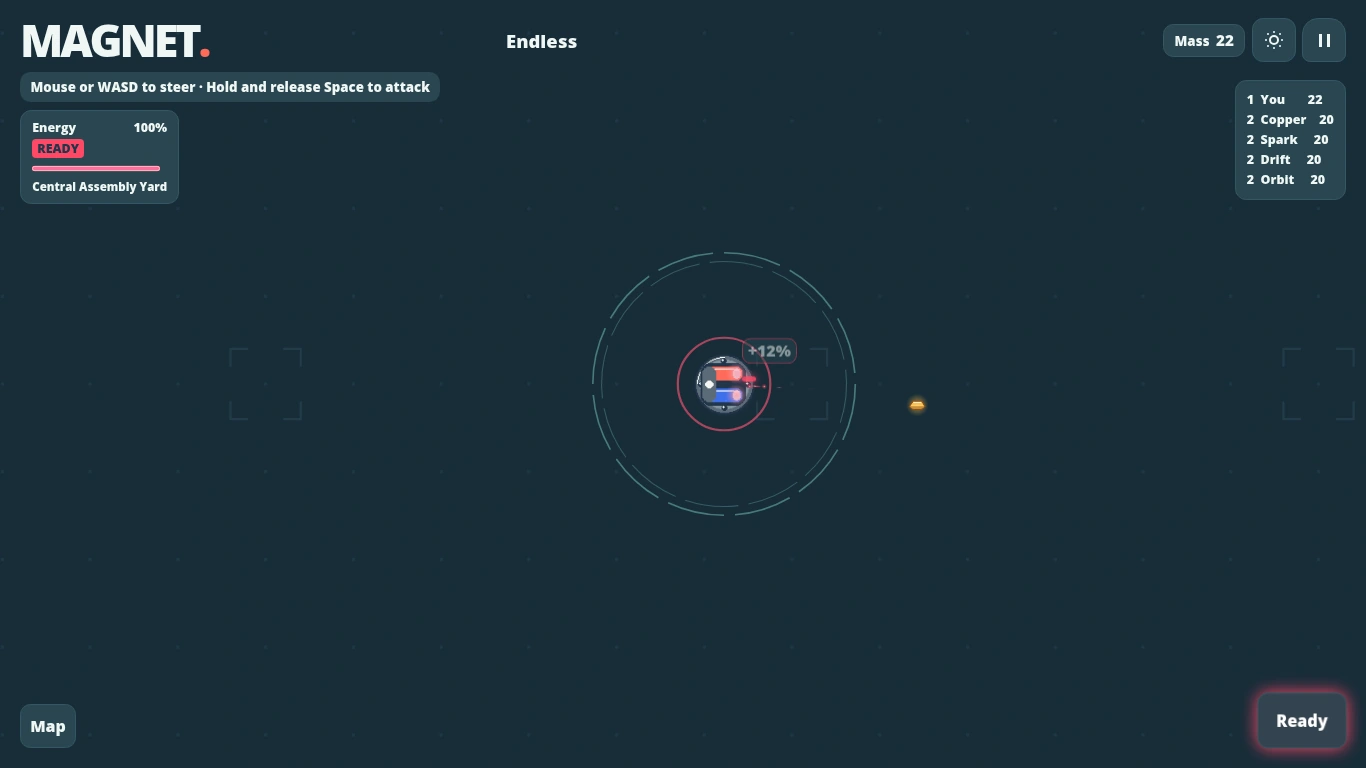 MAGNET.
Endless
Mass 22
Mouse or WASD to steer · Hold and release Space to attack
Energy 100%
READY
Central Assembly Yard
1 You 22
2 Copper 20
2 Spark 20
2 Drift 20
2 Orbit 20
+12%
Map
Ready